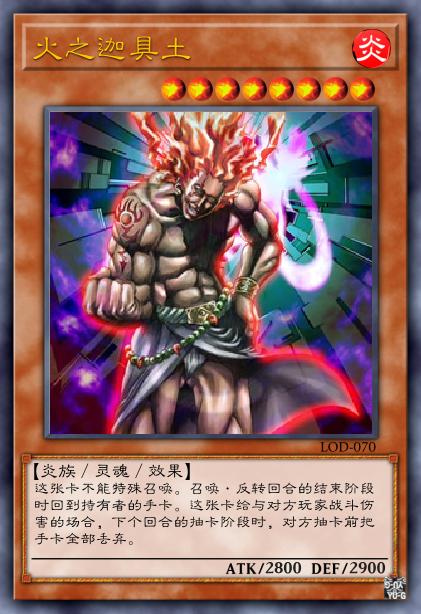 火之迦具土
炎
LOD-070
【炎族／灵魂／效果】
这张卡不能特殊召唤。召唤·反转回合的结束阶段
时回到持有者的手卡。这张卡给与对方玩家战斗伤
害的场合，下个回合的抽卡阶段时，对方抽卡前把
手卡全部丢弃。
ATK/2800 DEF/2900